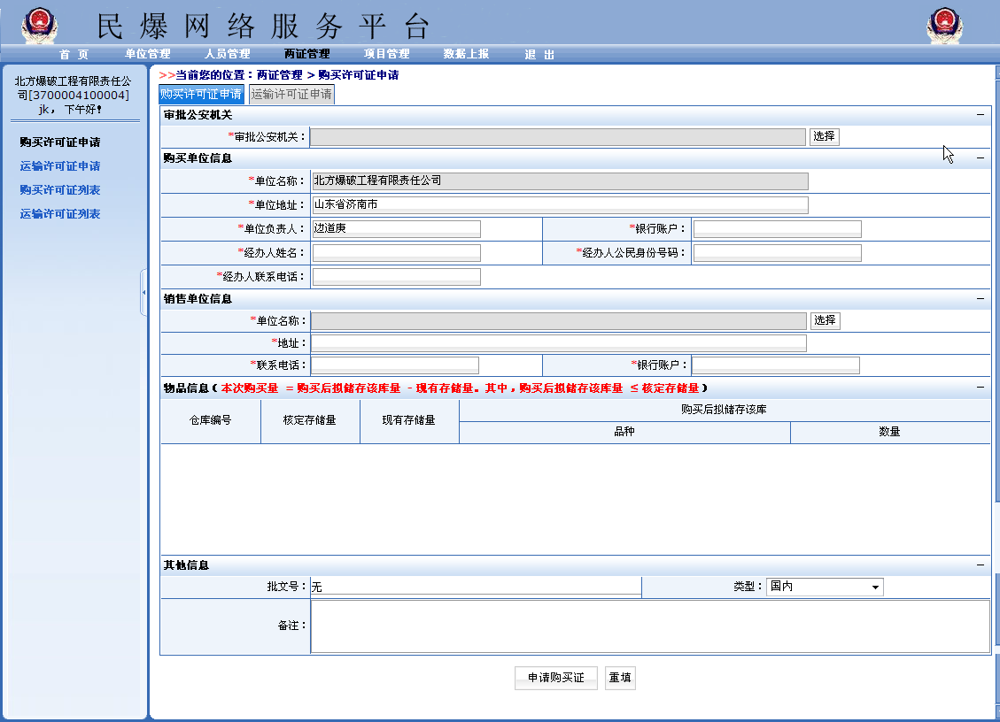 民爆网络服务平台
首 页 单位管理 人员管理 两证管理 项目管理 数据上报 退 出
北方爆破工程有限责任公
司[3700004100004]
jk， 下午好！
购买许可证申请
运输许可证申请
购买许可证列表
运输许可证列表
>>当前您的位置：两证管理 > 购买许可证申请
购买许可证申请 运输许可证申请
审批公安机关
*审批公安机关： 选择
购买单位信息
*单位名称： 北方爆破工程有限责任公司
*单位地址： 山东省济南市
*单位负责人： 边道庚 *银行账户：
*经办人姓名： *经办人公民身份号码：
*经办人联系电话：
销售单位信息
*单位名称： 选择
*地址：
*联系电话： *银行账户：
物品信息（ 本次购买量 = 购买后拟储存该库量 - 现有存储量。其中，购买后拟储存该库量 ≤ 核定存储量 ）
仓库编号 核定存储量 现有存储量 购买后拟储存该库
品种 数量
其他信息
批文号： 无 类型： 国内
备注：
申请购买证 重填